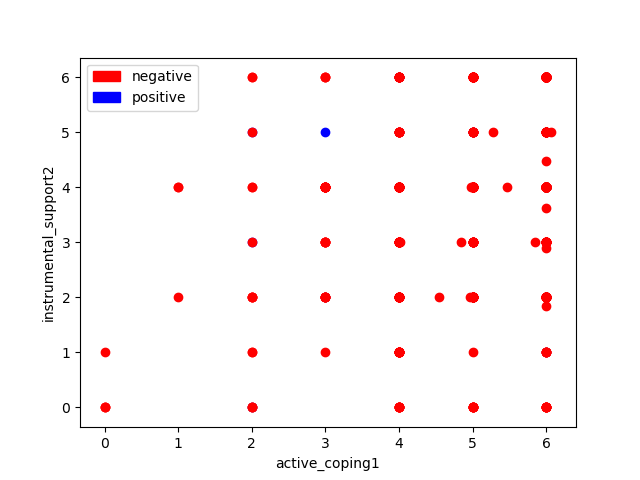 negative
positive
6
5
4
3
2
1
0
instrumental_support2
0 1 2 3 4 5 6
active_coping1